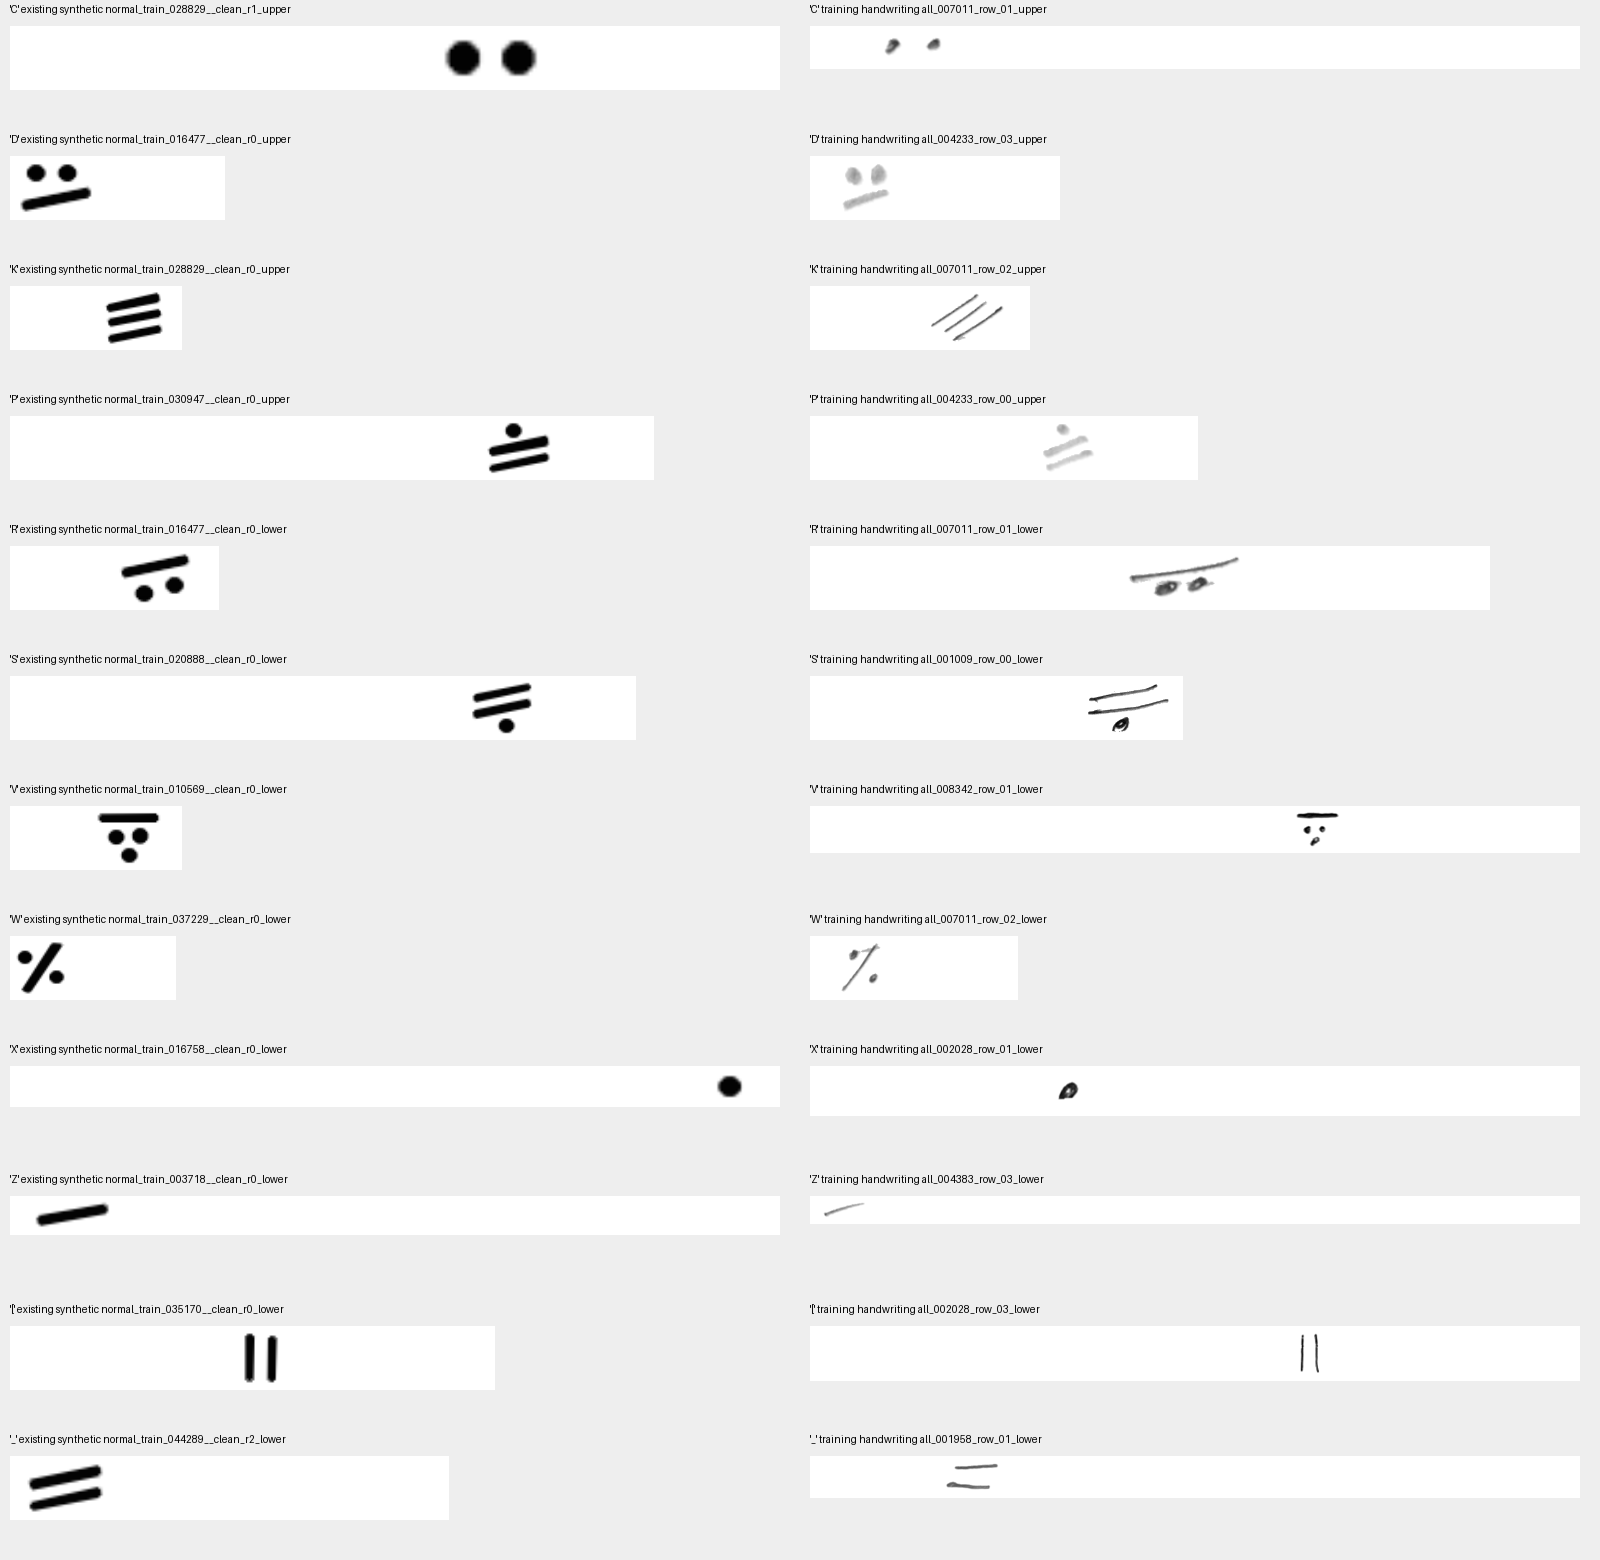 'C' existing synthetic normal_train_028829__clean_r1_upper
'C' training handwriting all_007011_row_01_upper
'D' existing synthetic normal_train_016477__clean_r0_upper
'D' training handwriting all_004233_row_03_upper
'K' existing synthetic normal_train_028829__clean_r0_upper
'K' training handwriting all_007011_row_02_upper
'P' existing synthetic normal_train_030947__clean_r0_upper
'P' training handwriting all_004233_row_00_upper
'R' existing synthetic normal_train_016477__clean_r0_lower
'R' training handwriting all_007011_row_01_lower
'S' existing synthetic normal_train_020888__clean_r0_lower
'S' training handwriting all_001009_row_00_lower
'V' existing synthetic normal_train_010569__clean_r0_lower
'V' training handwriting all_008342_row_01_lower
'W' existing synthetic normal_train_037229__clean_r0_lower
'W' training handwriting all_007011_row_02_lower
'X' existing synthetic normal_train_016758__clean_r0_lower
'X' training handwriting all_002028_row_01_lower
'Z' existing synthetic normal_train_003718__clean_r0_lower
'Z' training handwriting all_004383_row_03_lower
'[' existing synthetic normal_train_035170__clean_r0_lower
'[' training handwriting all_002028_row_03_lower
'_' existing synthetic normal_train_044289__clean_r2_lower
'_' training handwriting all_001958_row_01_lower